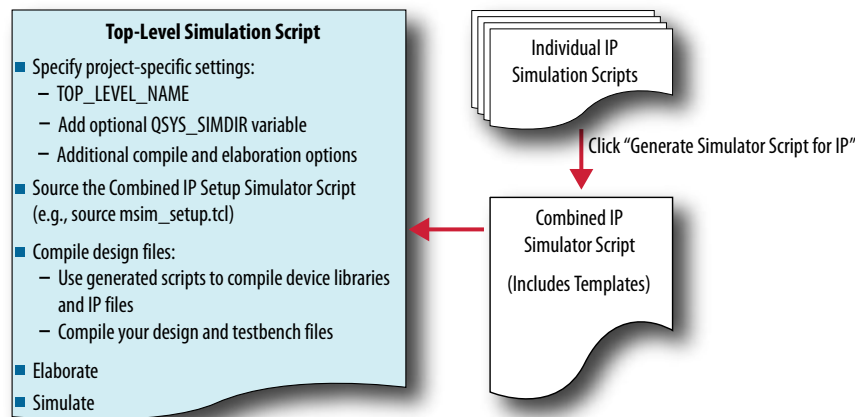 Top-Level Simulation Script
■ Specify project-specific settings:
– TOP_LEVEL_NAME
– Add optional QSYS_SIMDIR variable
– Additional compile and elaboration options
■ Source the Combined IP Setup Simulator Script
(e.g., source msim_setup.tcl)
■ Compile design files:
– Use generated scripts to compile device libraries
and IP files
– Compile your design and testbench files
■ Elaborate
■ Simulate
Individual IP
Simulation Scripts
Click “Generate Simulator Script for IP”
Combined IP
Simulator Script
(Includes Templates)